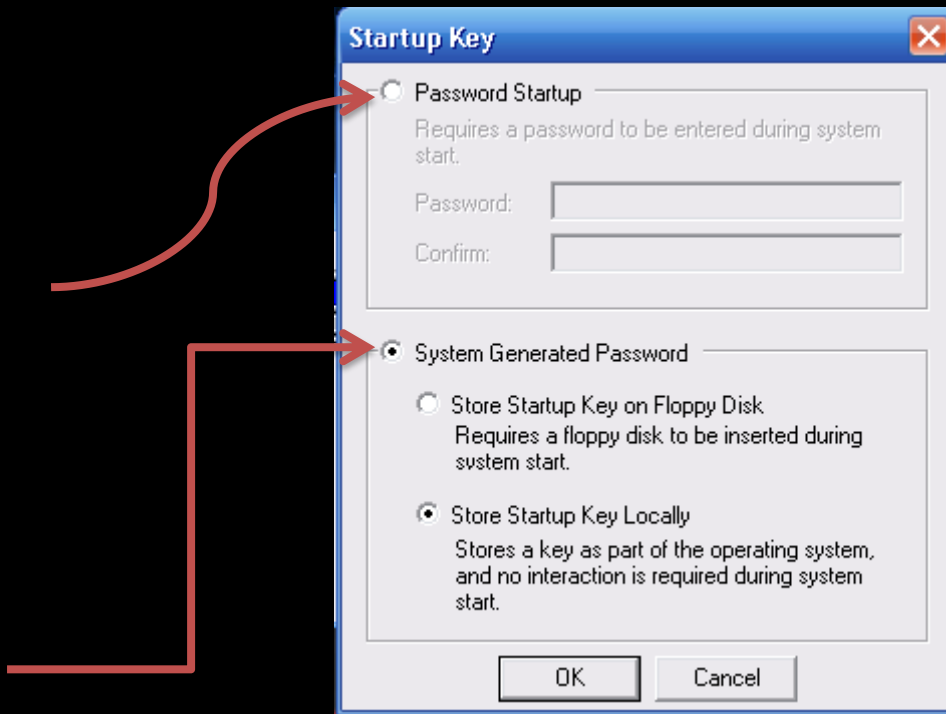 Startup Key
Password Startup
Requires a password to be entered during system
start.
Password:
Confirm:
System Generated Password
Store Startup Key on Floppy Disk
Requires a floppy disk to be inserted during
system start.
Store Startup Key Locally
Stores a key as part of the operating system,
and no interaction is required during system
start.
OK Cancel